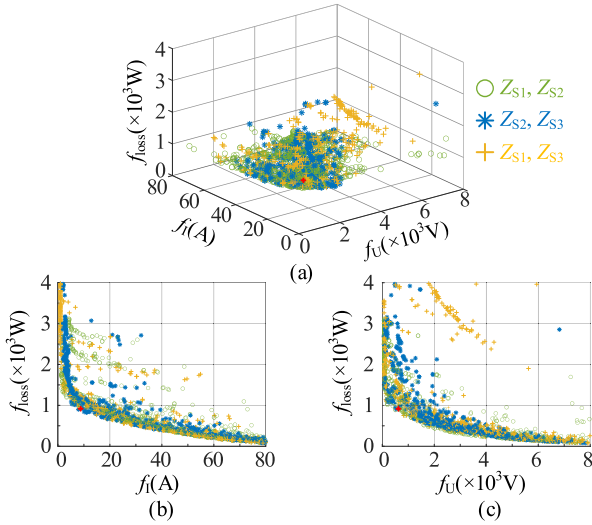 4
3
2
1
0
f_loss(×10³W)
80
60
40
20
0
f_I(A)
0
2
4
6
8
f_U(×10³V)
Z_S1, Z_S2
Z_S2, Z_S3
Z_S1, Z_S3
(a)
4
3
2
1
0
f_loss(×10³W)
0 20 40 60 80
f_I(A)
(b)
4
3
2
1
0
f_loss(×10³W)
0 2 4 6 8
f_U(×10³V)
(c)